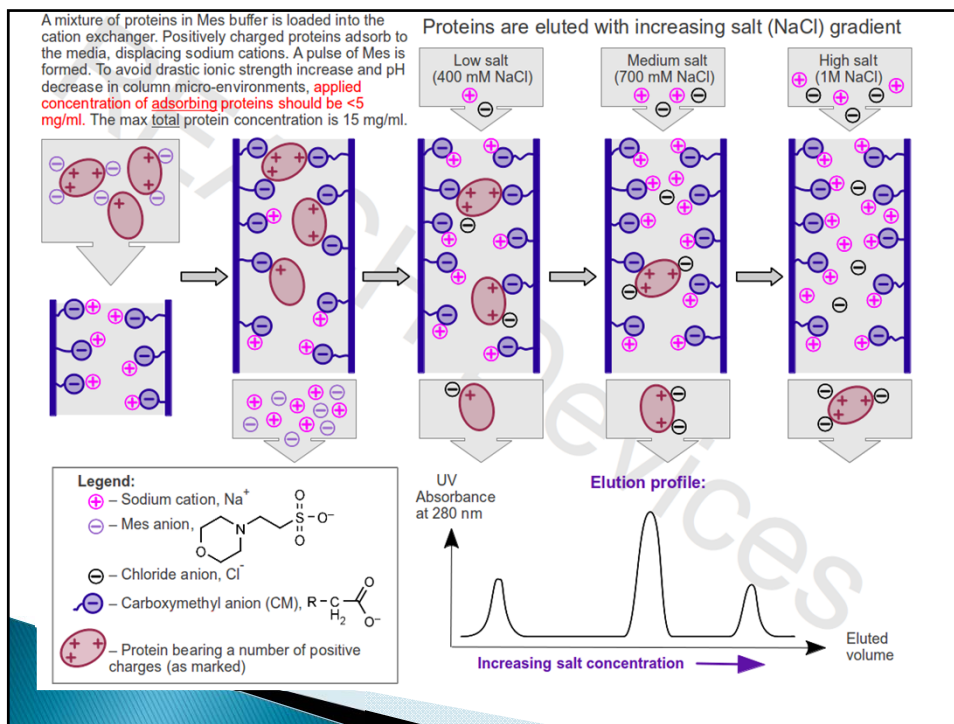 A mixture of proteins in Mes buffer is loaded into the
cation exchanger. Positively charged proteins adsorb to
the media, displacing sodium cations. A pulse of Mes is
formed. To avoid drastic ionic strength increase and pH
decrease in column micro-environments, applied
concentration of adsorbing proteins should be <5
mg/ml. The max total protein concentration is 15 mg/ml.
Proteins are eluted with increasing salt (NaCl) gradient
Low salt
(400 mM NaCl)
Medium salt
(700 mM NaCl)
High salt
(1M NaCl)
REACH Devices
Legend:
– Sodium cation, Na⁺
– Mes anion,
N
O
O
S
O⁻
O
– Chloride anion, Cl⁻
– Carboxymethyl anion (CM),
R
C
H₂
O
O⁻
– Protein bearing a number of positive
charges (as marked)
UV
Absorbance
at 280 nm
Elution profile:
Increasing salt concentration
Eluted
volume